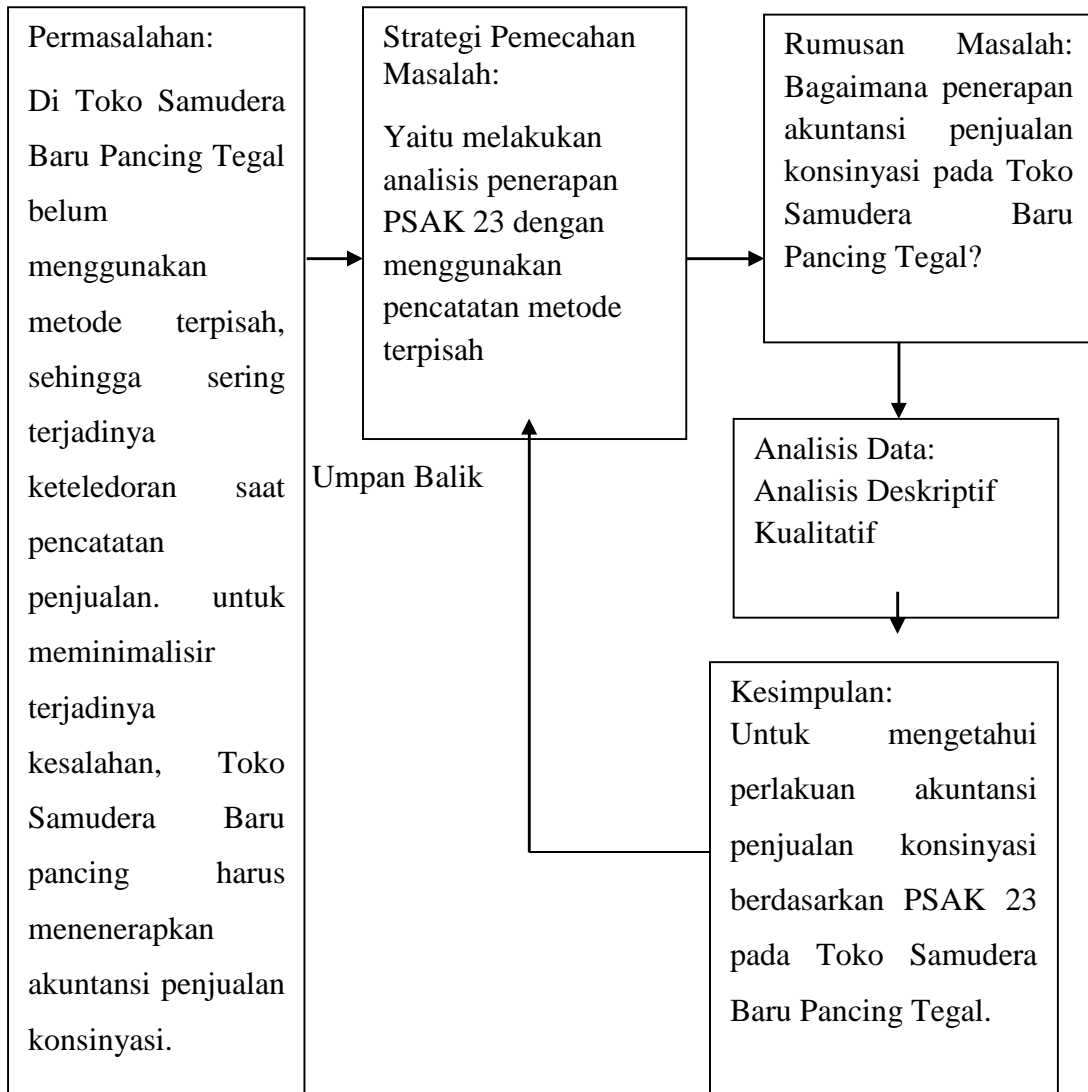 Permasalahan:
Di Toko Samudera
Baru Pancing Tegal
belum
menggunakan
metode terpisah,
sehingga sering
terjadinya
keteledoran saat
pencatatan
penjualan. untuk
meminimalisir
terjadinya
kesalahan, Toko
Samudera Baru
pancing harus
menenerapkan
akuntansi penjualan
konsinyasi.
Strategi Pemecahan
Masalah:
Yaitu melakukan
analisis penerapan
PSAK 23 dengan
menggunakan
pencatatan metode
terpisah
Rumusan Masalah:
Bagaimana penerapan
akuntansi penjualan
konsinyasi pada Toko
Samudera Baru
Pancing Tegal?
Analisis Data:
Analisis Deskriptif
Kualitatif
Umpan Balik
Kesimpulan:
Untuk mengetahui
perlakuan akuntansi
penjualan konsinyasi
berdasarkan PSAK 23
pada Toko Samudera
Baru Pancing Tegal.